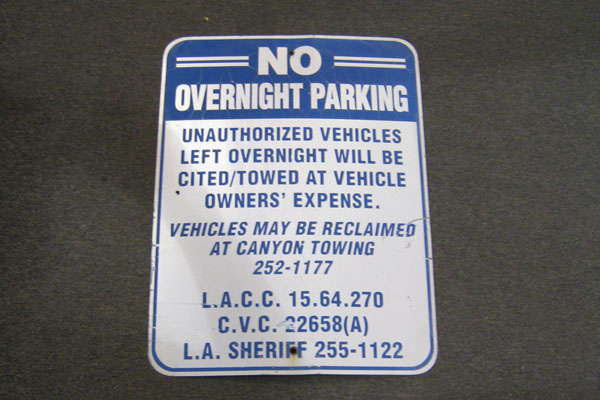 NO
OVERNIGHT PARKING
UNAUTHORIZED VEHICLES
LEFT OVERNIGHT WILL BE
CITED/TOWED AT VEHICLE
OWNERS' EXPENSE.
VEHICLES MAY BE RECLAIMED
AT CANYON TOWING
252-1177
L.A.C.C. 15.64.270
C.V.C. 22658(A)
L.A. SHERIFF 255-1122